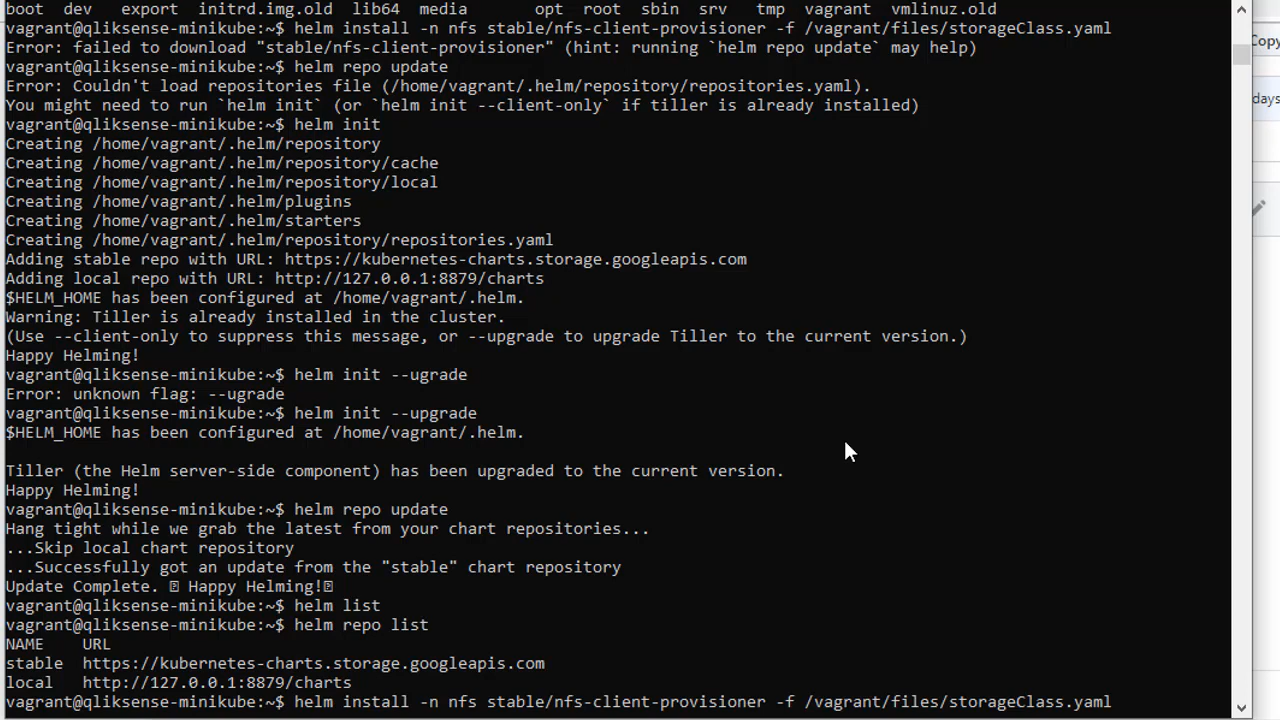 boot  dev   export  initrd.img.old  lib64  media       opt  root  sbin  srv  tmp  vagrant  vmlinuz.old
vagrant@qliksense-minikube:~$ helm install -n nfs stable/nfs-client-provisioner -f /vagrant/files/storageClass.yaml
Error: failed to download "stable/nfs-client-provisioner" (hint: running `helm repo update` may help)
vagrant@qliksense-minikube:~$ helm repo update
Error: Couldn't load repositories file (/home/vagrant/.helm/repository/repositories.yaml).
You might need to run `helm init` (or `helm init --client-only` if tiller is already installed)
vagrant@qliksense-minikube:~$ helm init
Creating /home/vagrant/.helm/repository
Creating /home/vagrant/.helm/repository/cache
Creating /home/vagrant/.helm/repository/local
Creating /home/vagrant/.helm/plugins
Creating /home/vagrant/.helm/starters
Creating /home/vagrant/.helm/repository/repositories.yaml
Adding stable repo with URL: https://kubernetes-charts.storage.googleapis.com
Adding local repo with URL: http://127.0.0.1:8879/charts
$HELM_HOME has been configured at /home/vagrant/.helm.
Warning: Tiller is already installed in the cluster.
(Use --client-only to suppress this message, or --upgrade to upgrade Tiller to the current version.)
Happy Helming!
vagrant@qliksense-minikube:~$ helm init --ugrade
Error: unknown flag: --ugrade
vagrant@qliksense-minikube:~$ helm init --upgrade
$HELM_HOME has been configured at /home/vagrant/.helm.
Tiller (the Helm server-side component) has been upgraded to the current version.
Happy Helming!
vagrant@qliksense-minikube:~$ helm repo update
Hang tight while we grab the latest from your chart repositories...
...Skip local chart repository
...Successfully got an update from the "stable" chart repository
Update Complete. ⍰ Happy Helming!⍰
vagrant@qliksense-minikube:~$ helm list
vagrant@qliksense-minikube:~$ helm repo list
NAME    URL
stable  https://kubernetes-charts.storage.googleapis.com
local   http://127.0.0.1:8879/charts
vagrant@qliksense-minikube:~$ helm install -n nfs stable/nfs-client-provisioner -f /vagrant/files/storageClass.yaml
Copy
days